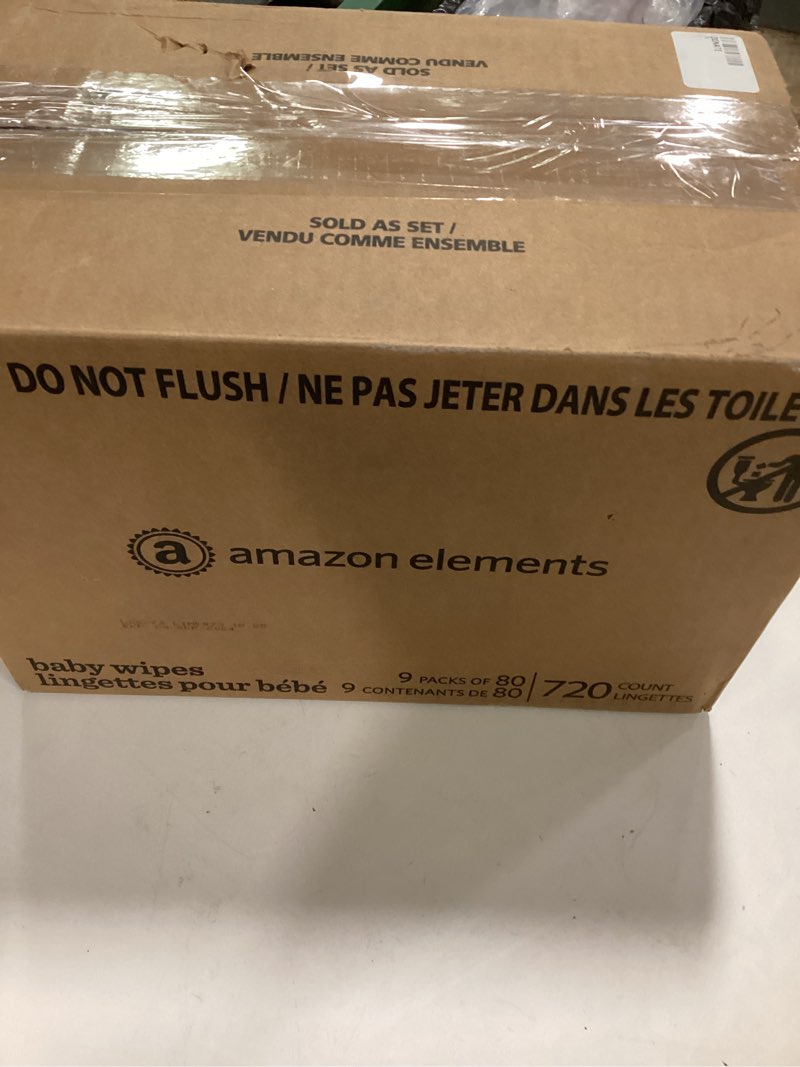 VENDU COMME ENSEMBLE
SOLD AS SET /
SOLD AS SET /
VENDU COMME ENSEMBLE
DO NOT FLUSH / NE PAS JETER DANS LES TOILE
a amazon elements
baby wipes
lingettes pour bébé
9 PACKS OF 80
9 CONTENANTS DE 80
720 COUNT
LINGETTES